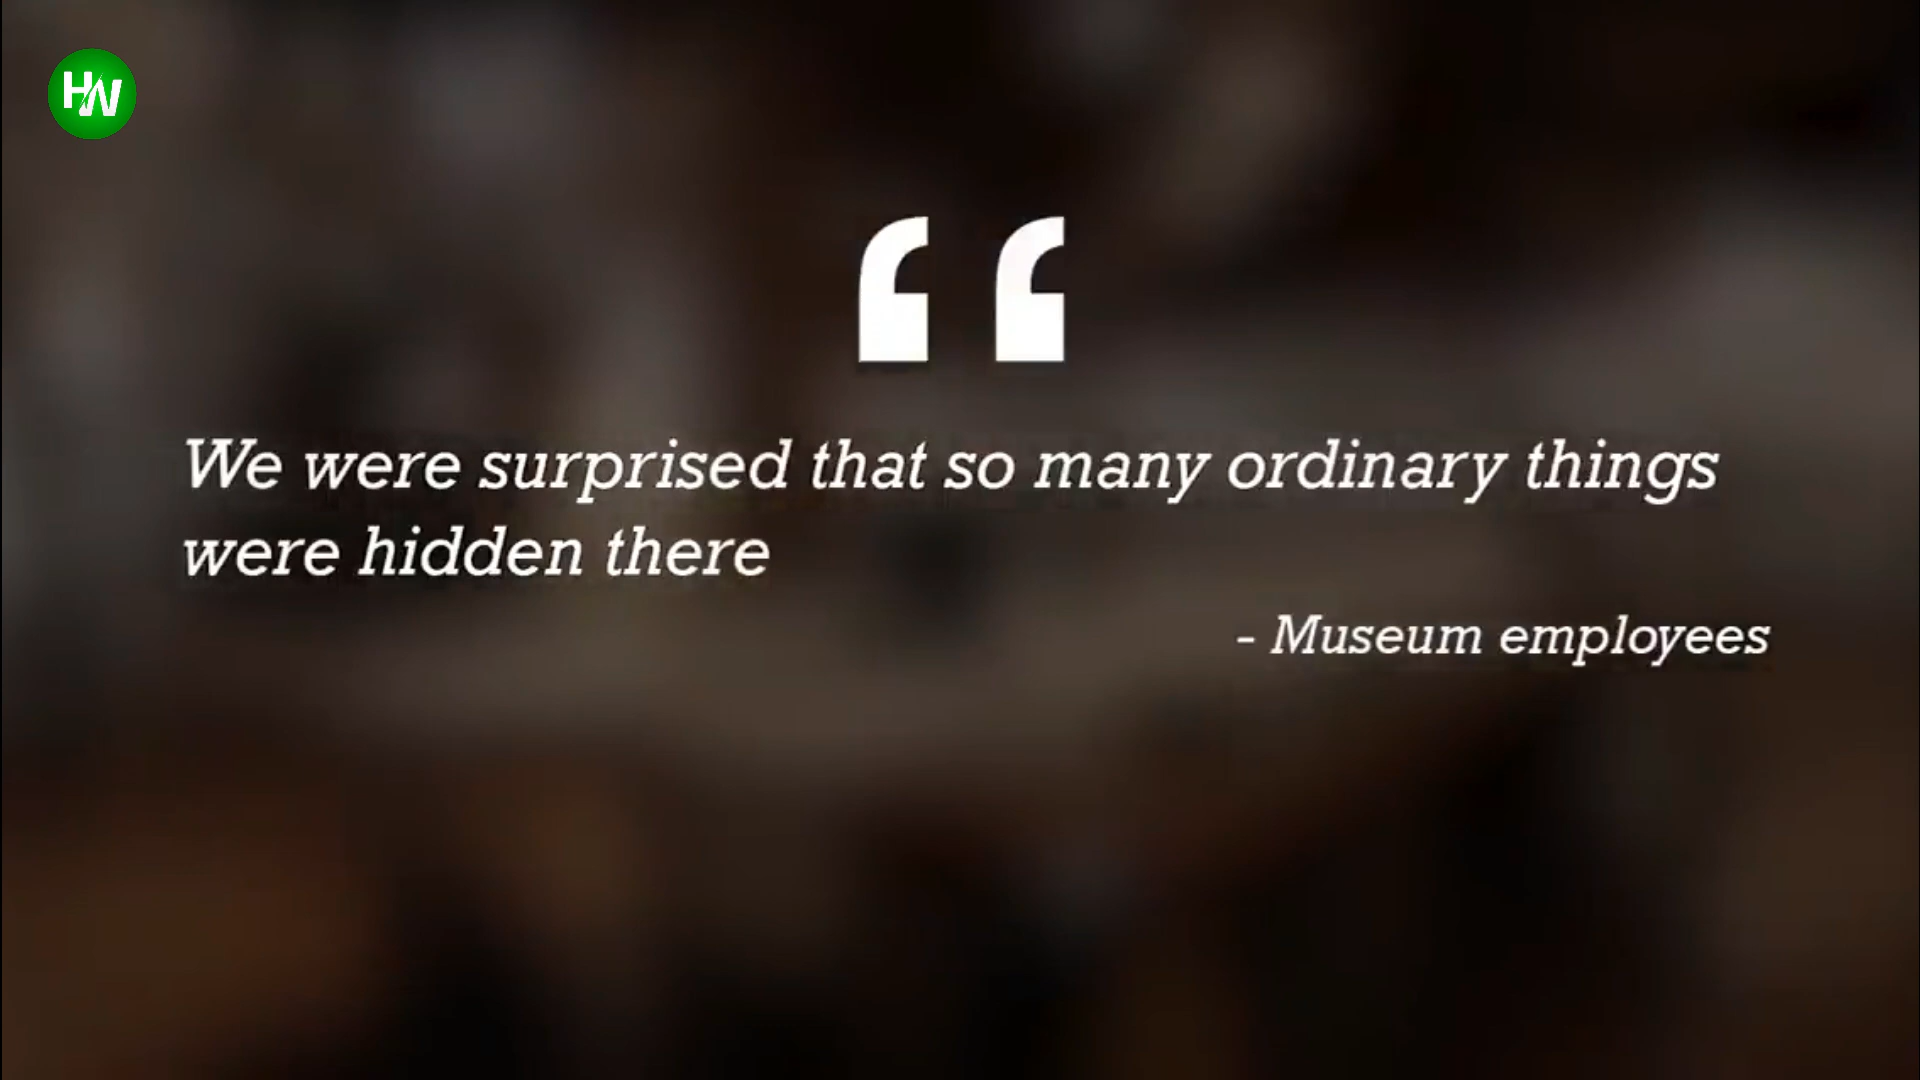 HW
“
We were surprised that so many ordinary things
were hidden there
- Museum employees